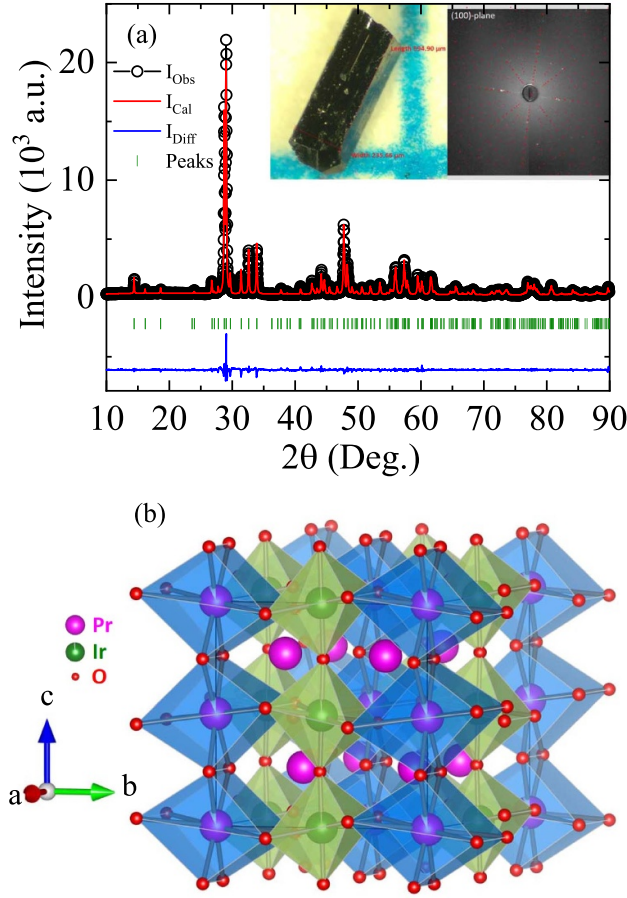 (a)
I_Obs
I_Cal
I_Diff
Peaks
(100)-plane
20
10
0
Intensity (10³ a.u.)
10 20 30 40 50 60 70 80 90
2θ (Deg.)
(b)
Pr
Ir
O
c
a
b